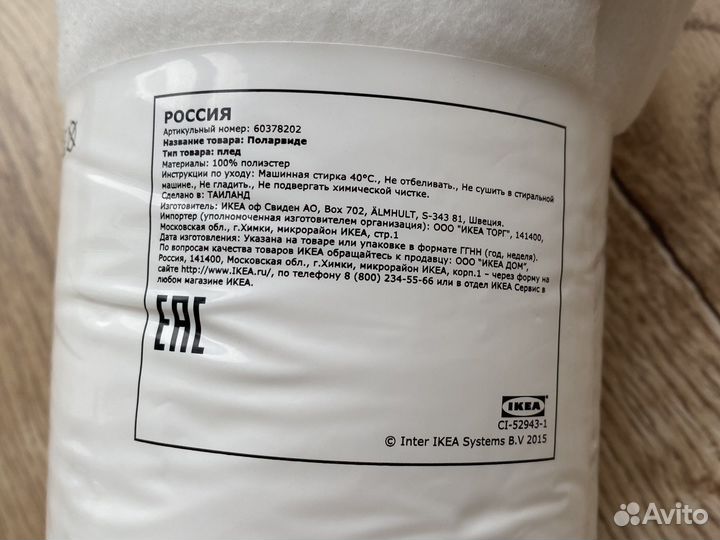 РОССИЯ
Артикульный номер: 60378202
Название товара: Поларвиде
Тип товара: плед
Материалы: 100% полиэстер
Инструкции по уходу: Машинная стирка 40°С., Не отбеливать., Не сушить в стиральной
машине., Не гладить., Не подвергать химической чистке.
Сделано в: ТАИЛАНД
Изготовитель: ИКЕА оф Свиден АО, Box 702, ÄLMHULT, S-343 81, Швеция.
Импортер (уполномоченная изготовителем организация): ООО "ИКЕА ТОРГ", 141400,
Московская обл., г.Химки, микрорайон ИКЕА, стр.1
Дата изготовления: Указана на товаре или упаковке в формате ГГНН (год, неделя).
По вопросам качества товаров ИКЕА обращайтесь к продавцу: ООО "ИКЕА ДОМ",
Россия, 141400, Московская обл., г.Химки, микрорайон ИКЕА, корп.1 – через форму на
сайте http://www.IKEA.ru/, по телефону 8 (800) 234-55-66 или в отдел ИКЕА Сервис в
любом магазине ИКЕА.
EAC
IKEA
CI-52943-1
© Inter IKEA Systems B.V 2015
Avito